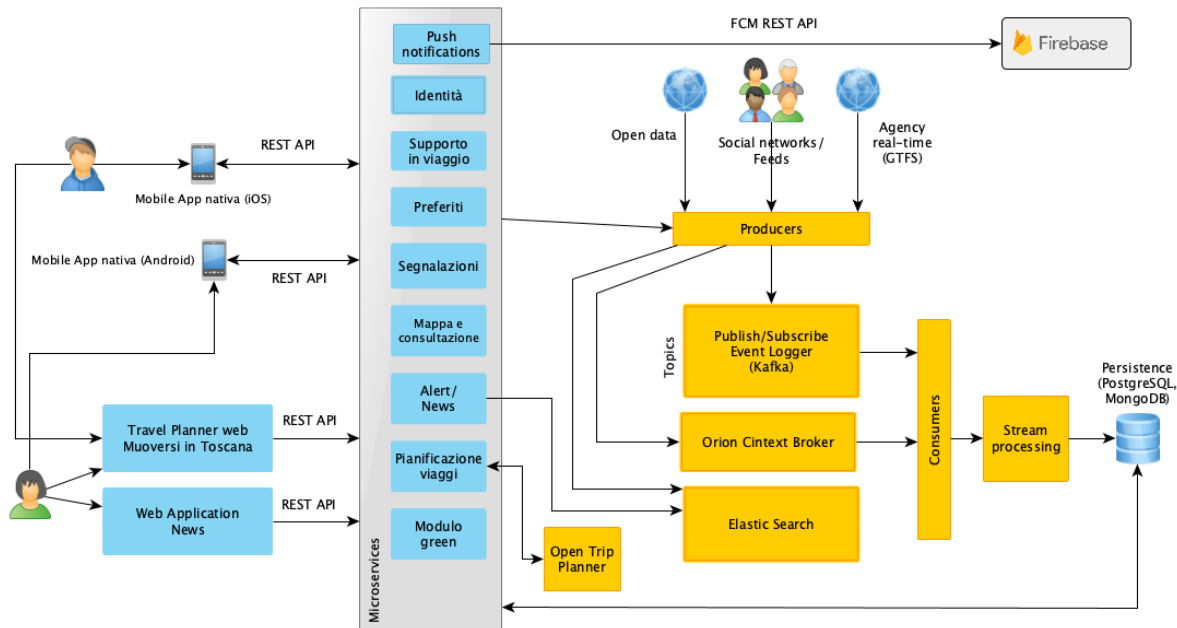 Push
notifications
FCM REST API
Firebase
Identità
Open data
Social networks /
Feeds
Agency
real-time
(GTFS)
Supporto
in viaggio
REST API
Mobile App nativa (iOS)
Preferiti
Producers
Mobile App nativa (Android)
REST API
Segnalazioni
Mappa e
consultazione
Topics
Publish/Subscribe
Event Logger
(Kafka)
Alert/
News
Persistence
(PostgreSQL,
MongoDB)
Travel Planner web
Muoversi in Toscana
REST API
Pianificazione
viaggi
Orion Cintext Broker
Consumers
Stream
processing
Web Application
News
REST API
Modulo
green
Elastic Search
Open Trip
Planner
Microservices